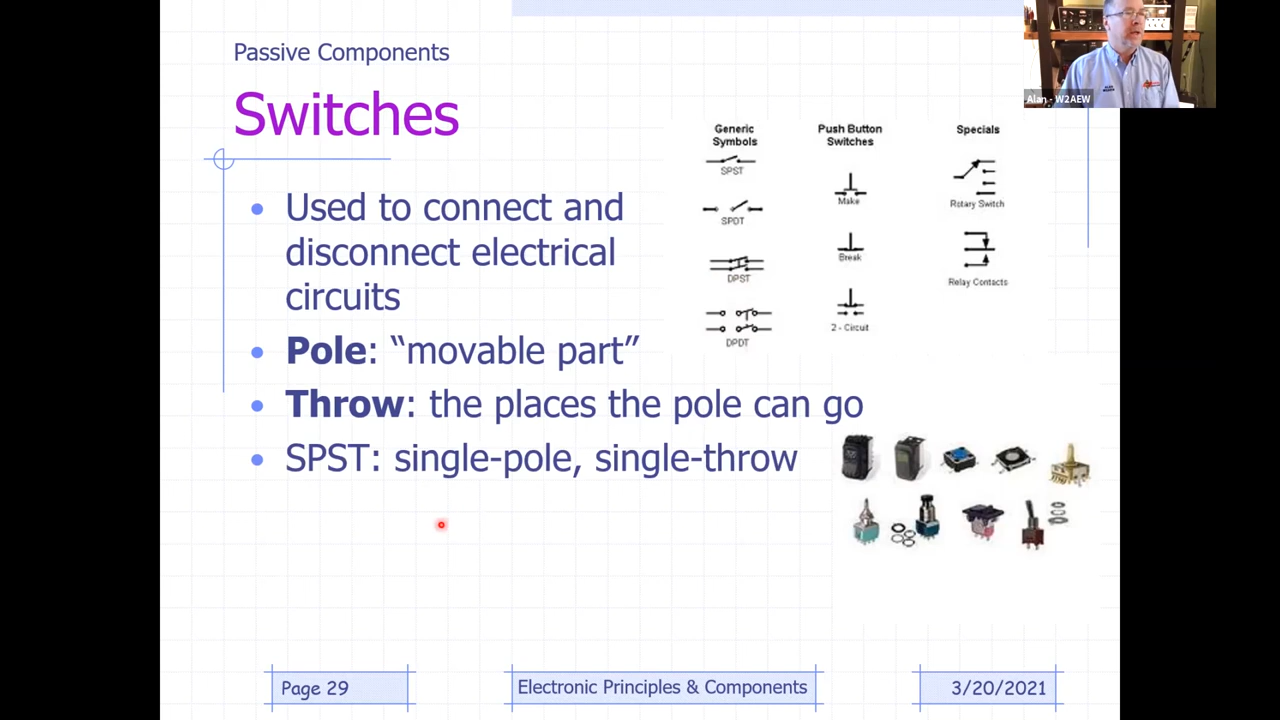 Passive Components
Switches
Alan - W2AEW
• Used to connect and
disconnect electrical
circuits
• Pole: “movable part”
• Throw: the places the pole can go
• SPST: single-pole, single-throw
Generic
Symbols
SPST
SPDT
DPST
DPDT
Push Button
Switches
Make
Break
2 - Circuit
Specials
Rotary Switch
Relay Contacts
Page 29
Electronic Principles & Components
3/20/2021